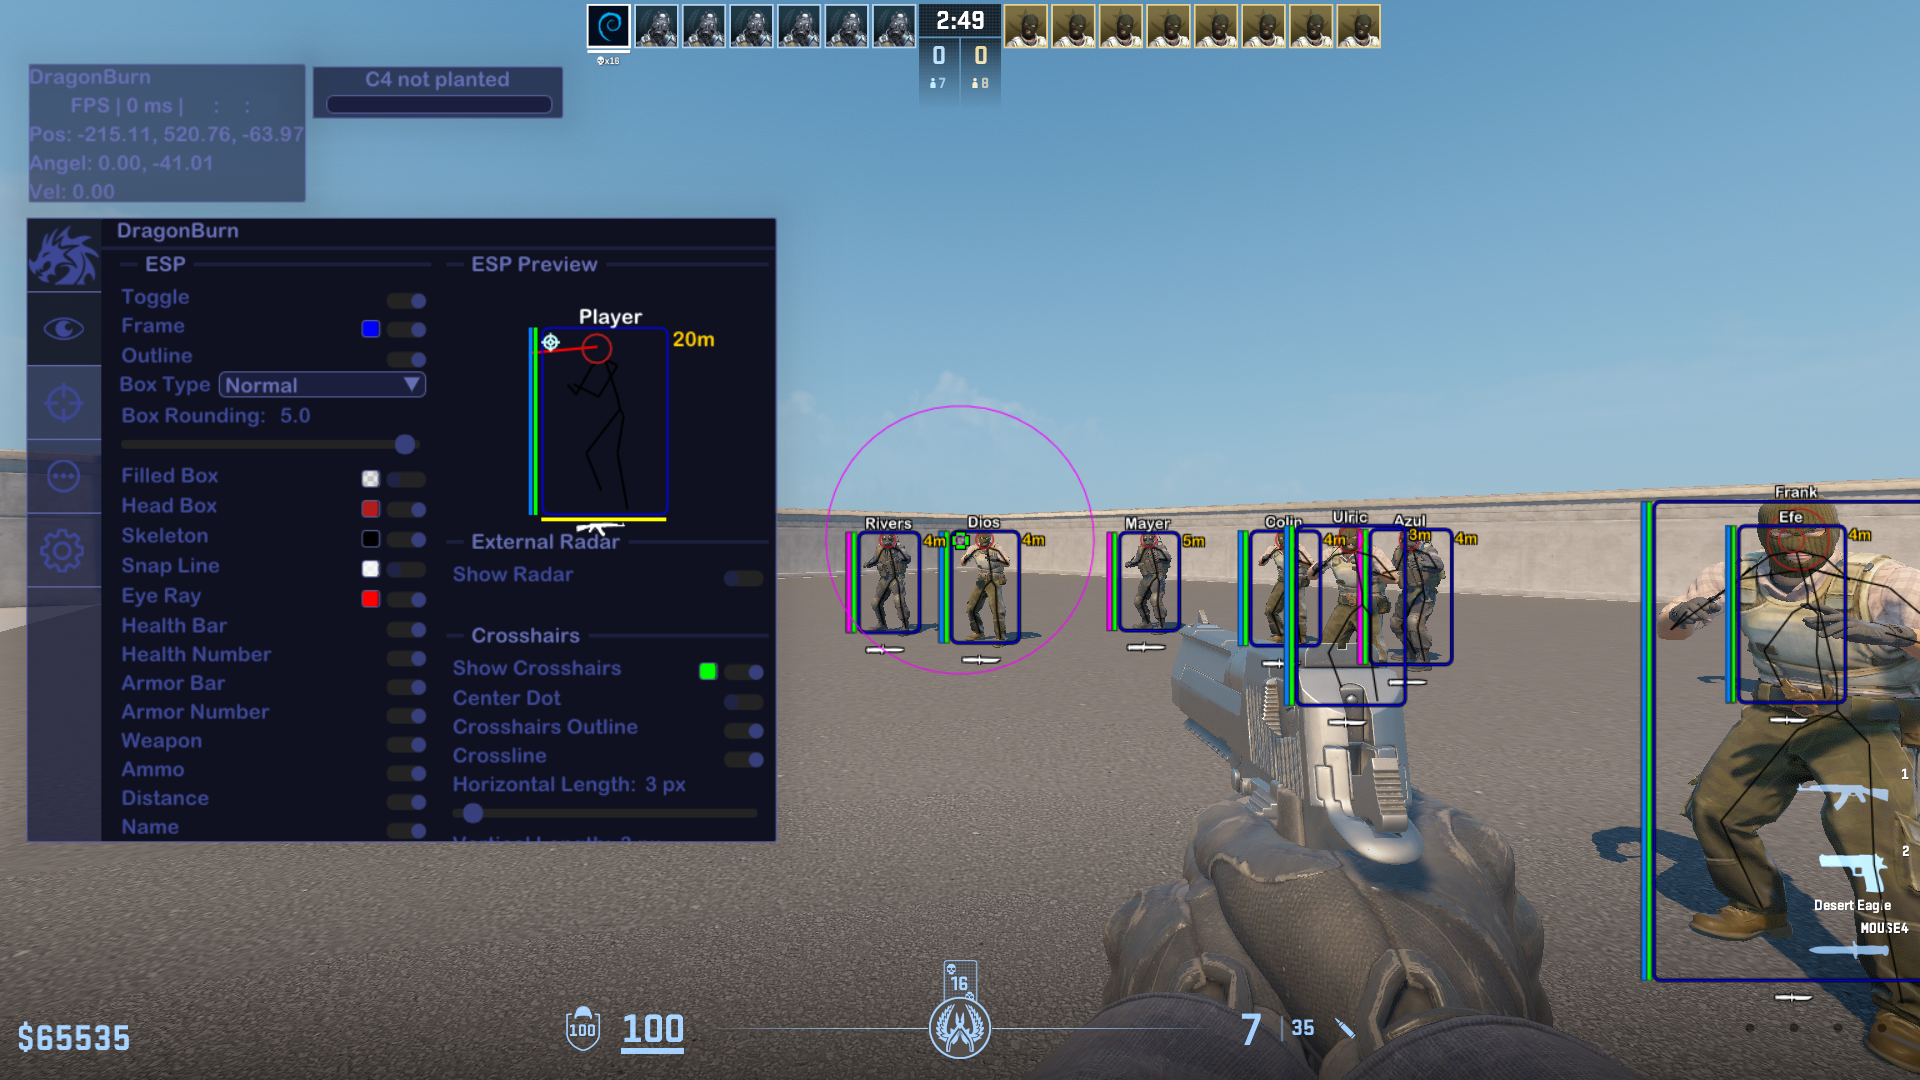 2:49
0 0
7 8
x16
DragonBurn
FPS | 0 ms | : :
Pos: -215.11, 520.76, -63.97
Angel: 0.00, -41.01
Vel: 0.00
C4 not planted
DragonBurn
ESP
Toggle
Frame
Outline
Box Type Normal
Box Rounding: 5.0
Filled Box
Head Box
Skeleton
Snap Line
Eye Ray
Health Bar
Health Number
Armor Bar
Armor Number
Weapon
Ammo
Distance
Name
ESP Preview
Player
20m
External Radar
Show Radar
Crosshairs
Show Crosshairs
Center Dot
Crosshairs Outline
Crossline
Horizontal Length: 3 px
Rivers
4m
Dios
4m
Mayer
5m
Colin
4m
Ulric
3m
Azul
4m
Frank
Efe
4m
1
2
Desert Eagle
MOUSE4
16
$65535
100
100
7 | 35